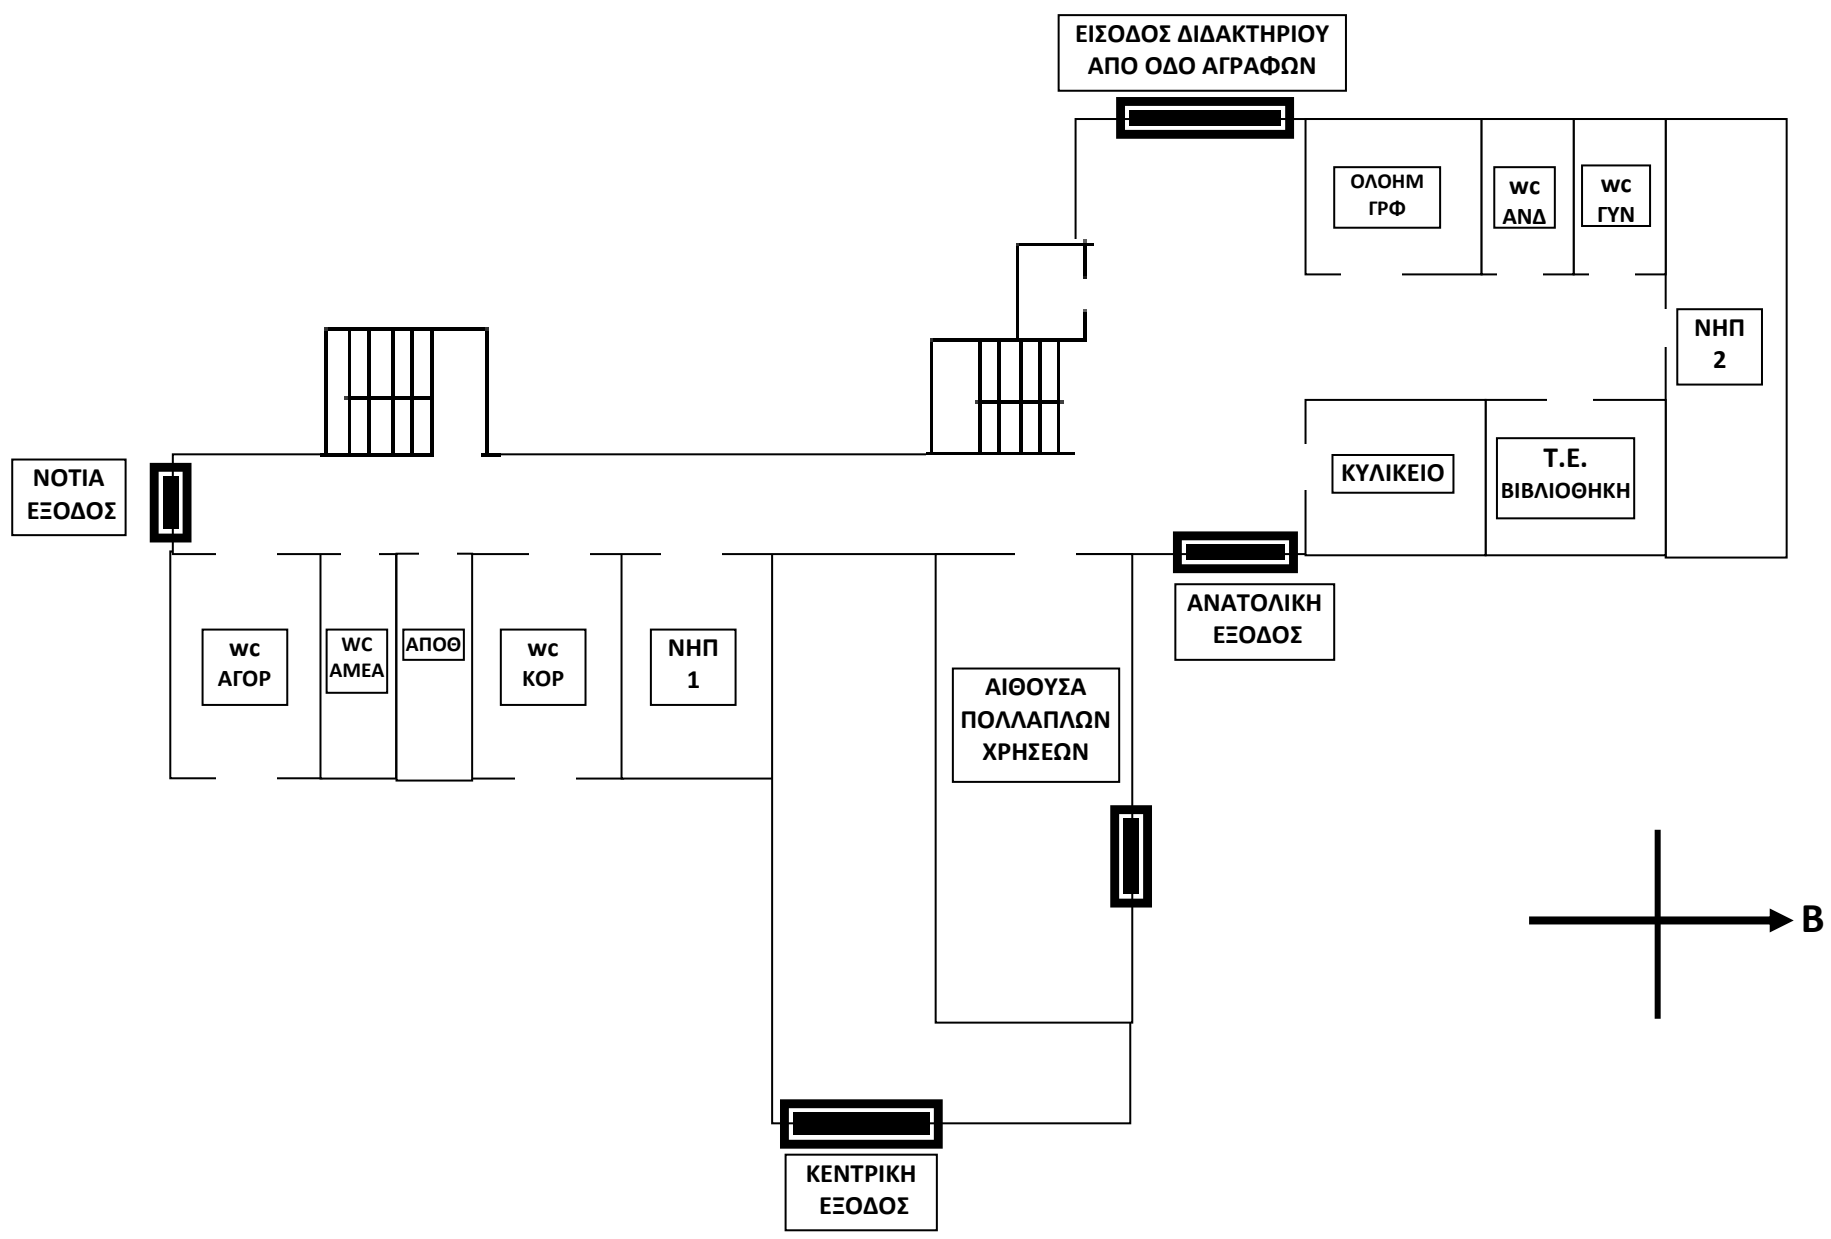 ΕΙΣΟΔΟΣ ΔΙΔΑΚΤΗΡΙΟΥ
ΑΠΟ ΟΔΟ ΑΓΡΑΦΩΝ
ΟΛΟΗΜ
ΓΡΦ
wc
ΑΝΔ
wc
ΓΥΝ
ΝΗΠ
2
ΝΟΤΙΑ
ΕΞΟΔΟΣ
ΚΥΛΙΚΕΙΟ
Τ.Ε.
ΒΙΒΛΙΟΘΗΚΗ
ΑΝΑΤΟΛΙΚΗ
ΕΞΟΔΟΣ
wc
ΑΓΟΡ
WC
ΑΜΕΑ
ΑΠΟΘ
wc
ΚΟΡ
ΝΗΠ
1
ΑΙΘΟΥΣΑ
ΠΟΛΛΑΠΛΩΝ
ΧΡΗΣΕΩΝ
Β
ΚΕΝΤΡΙΚΗ
ΕΞΟΔΟΣ